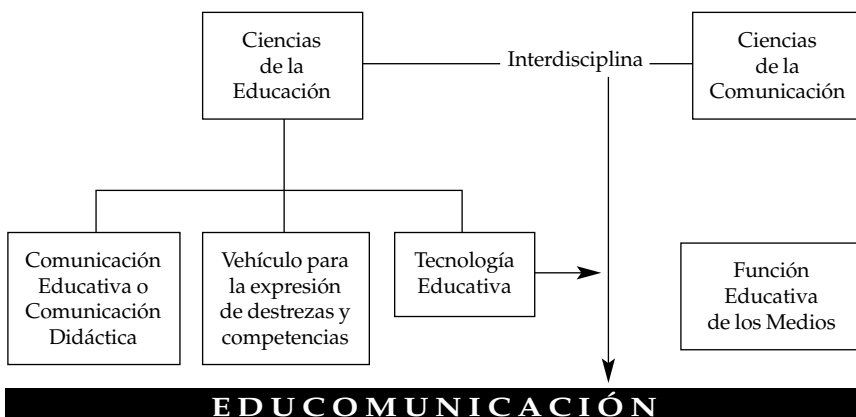 Ciencias
de la
Educación
Interdisciplina
Ciencias
de la
Comunicación
Comunicación
Educativa o
Comunicación
Didáctica
Vehículo para
la expresión
de destrezas y
competencias
Tecnología
Educativa
Función
Educativa
de los Medios
EDUCOMUNICACIÓN